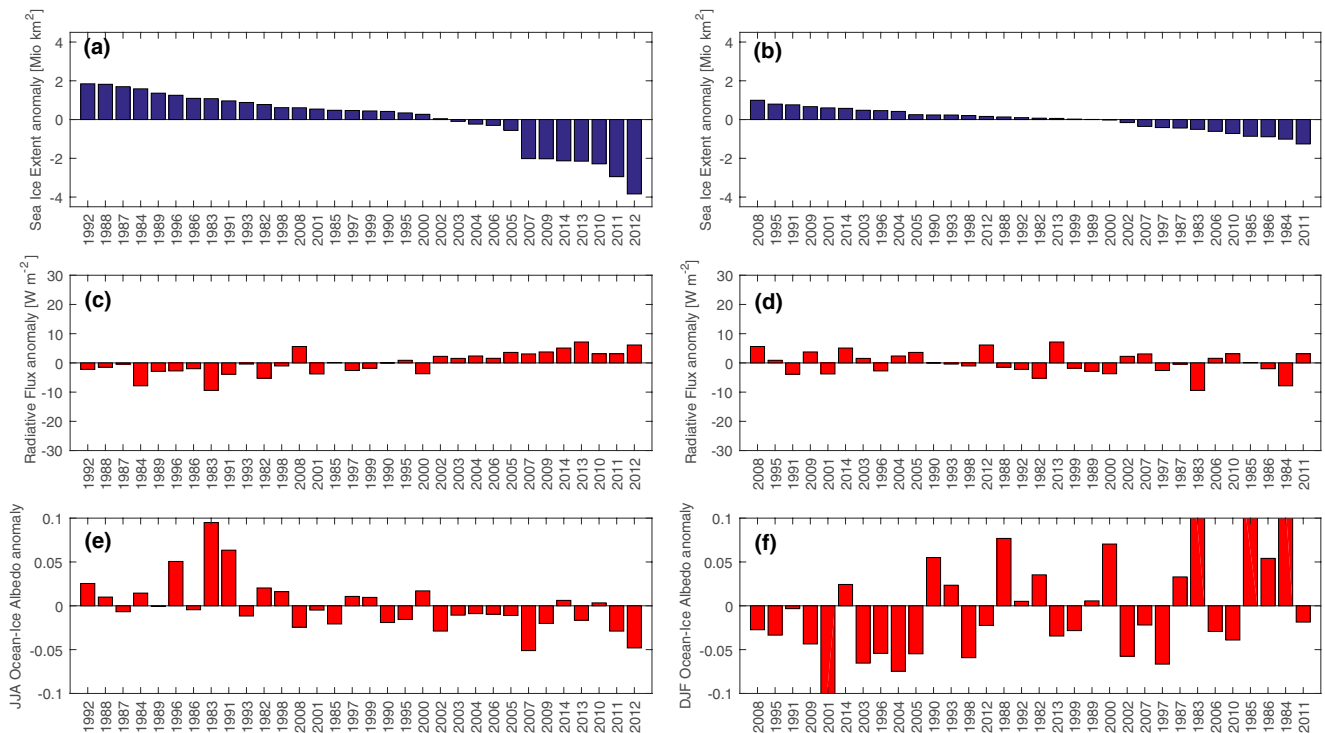 Sea Ice Extent anomaly [Mio km²]
(a)
4
2
0
-2
-4
1992 1988 1987 1984 1989 1996 1986 1983 1991 1993 1982 1998 2008 2001 1985 1997 1999 1990 1995 2000 2002 2003 2004 2006 2005 2007 2009 2014 2013 2010 2011 2012
Sea Ice Extent anomaly [Mio km²]
(b)
4
2
0
-2
-4
2008 1995 1991 2009 2001 2014 2003 1996 2004 2005 1990 1993 1998 2012 1988 1992 1982 2013 1999 1989 2000 2002 2007 1997 1987 1983 2006 2010 1985 1986 1984 2011
Radiative Flux anomaly [W m⁻²]
(c)
30
20
10
0
-10
-20
-30
1992 1988 1987 1984 1989 1996 1986 1983 1991 1993 1982 1998 2008 2001 1985 1997 1999 1990 1995 2000 2002 2003 2004 2006 2005 2007 2009 2014 2013 2010 2011 2012
Radiative Flux anomaly [W m⁻²]
(d)
30
20
10
0
-10
-20
-30
2008 1995 1991 2009 2001 2014 2003 1996 2004 2005 1990 1993 1998 2012 1988 1992 1982 2013 1999 1989 2000 2002 2007 1997 1987 1983 2006 2010 1985 1986 1984 2011
JJA Ocean-Ice Albedo anomaly
(e)
0.1
0.05
0
-0.05
-0.1
1992 1988 1987 1984 1989 1996 1986 1983 1991 1993 1982 1998 2008 2001 1985 1997 1999 1990 1995 2000 2002 2003 2004 2006 2005 2007 2009 2014 2013 2010 2011 2012
DJF Ocean-Ice Albedo anomaly
(f)
0.1
0.05
0
-0.05
-0.1
2008 1995 1991 2009 2001 2014 2003 1996 2004 2005 1990 1993 1998 2012 1988 1992 1982 2013 1999 1989 2000 2002 2007 1997 1987 1983 2006 2010 1985 1986 1984 2011